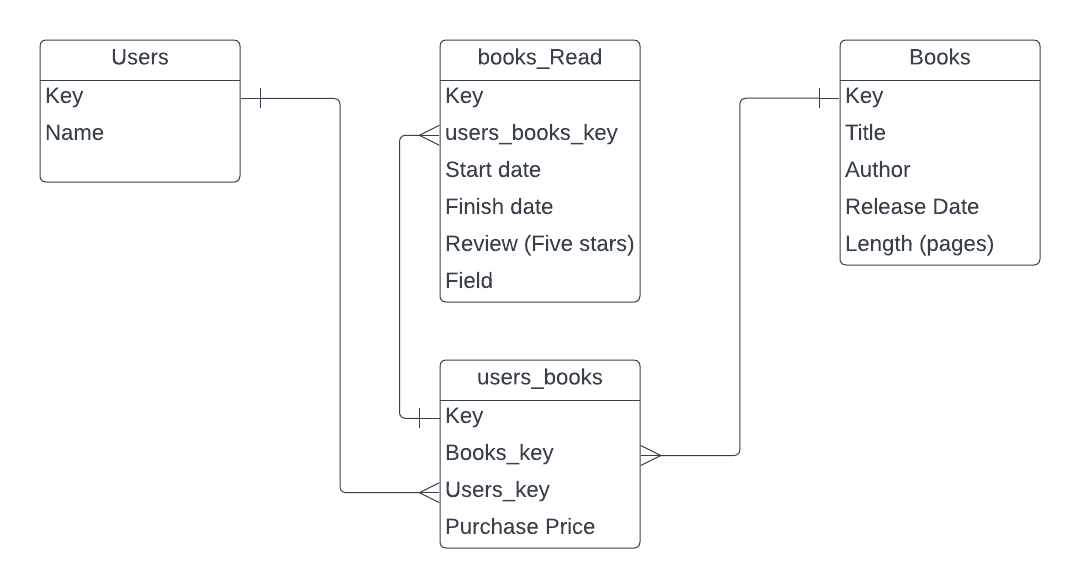 Users
Key
Name
books_Read
Key
users_books_key
Start date
Finish date
Review (Five stars)
Field
Books
Key
Title
Author
Release Date
Length (pages)
users_books
Key
Books_key
Users_key
Purchase Price